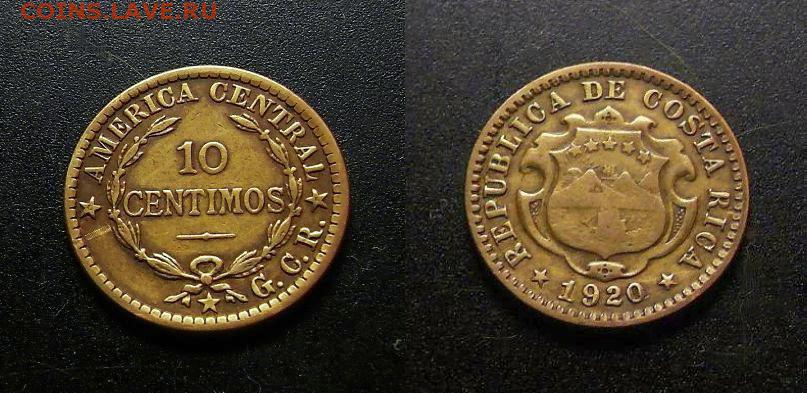 COINS.LAVE.RU
AMERICA CENTRAL
10
CENTIMOS
G.C.R.
REPUBLICA DE COSTA RICA
1920